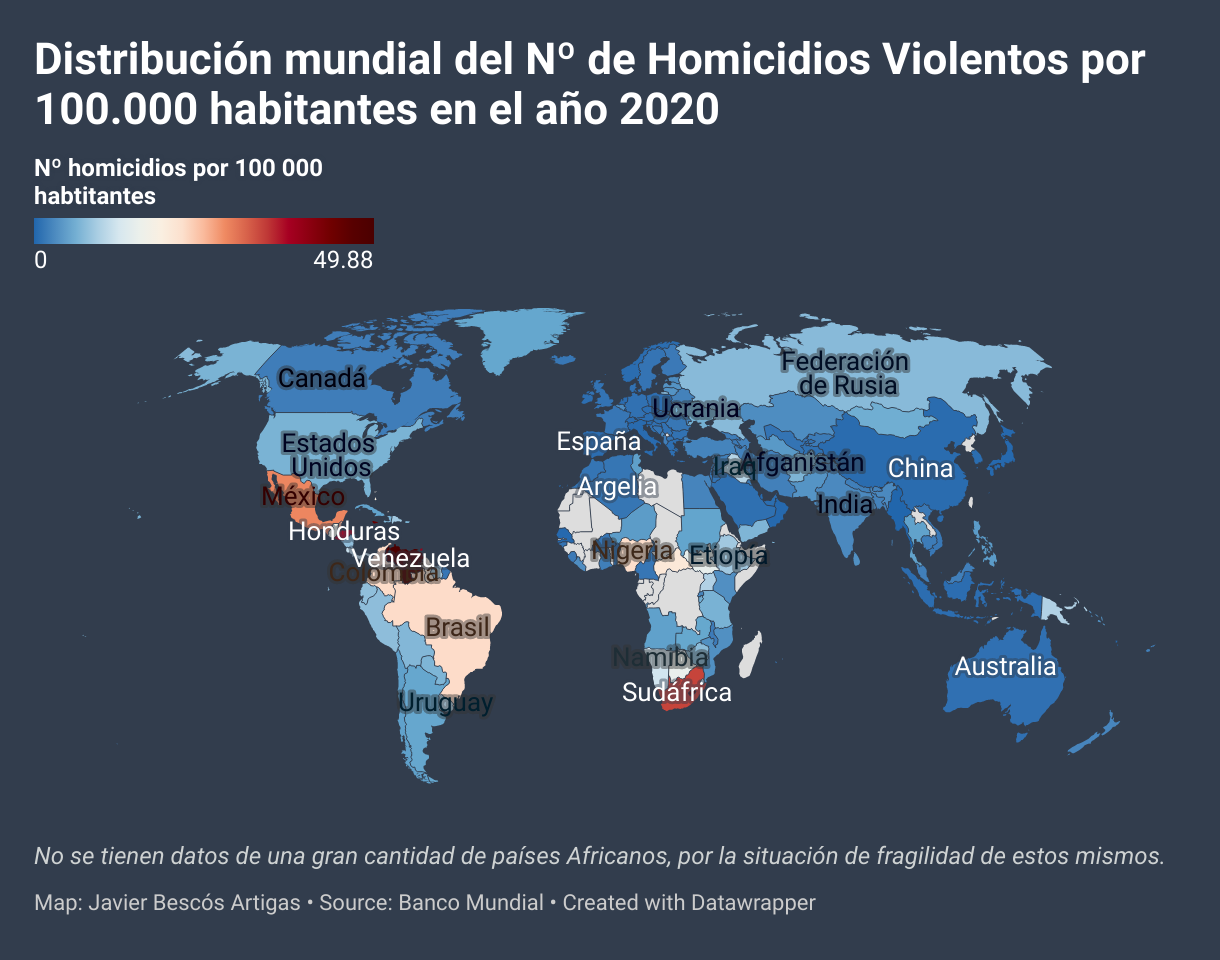 Distribución mundial del Nº de Homicidios Violentos por
100.000 habitantes en el año 2020
Nº homicidios por 100 000
habtitantes
0
49.88
Federación
de Rusia
Canadá
Ucrania
Estados
Unidos
España
Iraq
Afganistán
China
México
Argelia
India
Honduras
Venezuela
Nigeria
Etiopía
Colombia
Brasil
Namibia
Australia
Sudáfrica
Uruguay
No se tienen datos de una gran cantidad de países Africanos, por la situación de fragilidad de estos mismos.
Map: Javier Bescós Artigas • Source: Banco Mundial • Created with Datawrapper